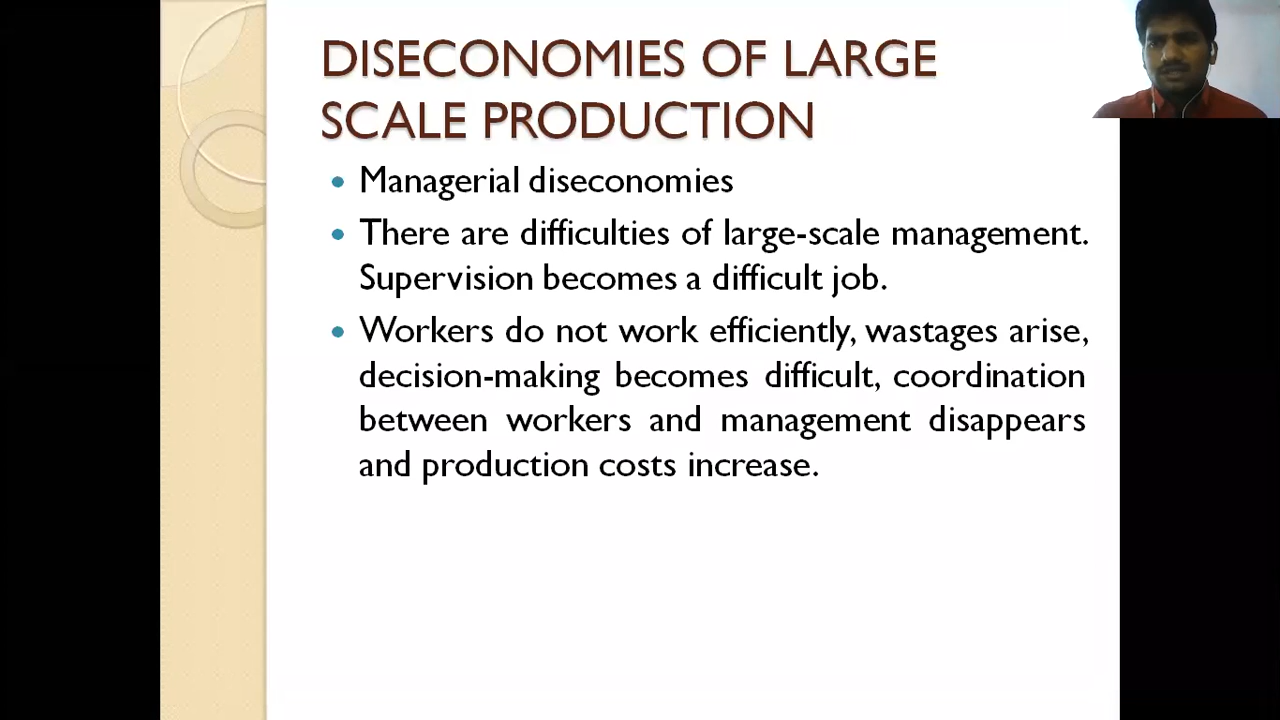 DISECONOMIES OF LARGE
SCALE PRODUCTION
• Managerial diseconomies
• There are difficulties of large-scale management.
Supervision becomes a difficult job.
• Workers do not work efficiently, wastages arise,
decision-making becomes difficult, coordination
between workers and management disappears
and production costs increase.